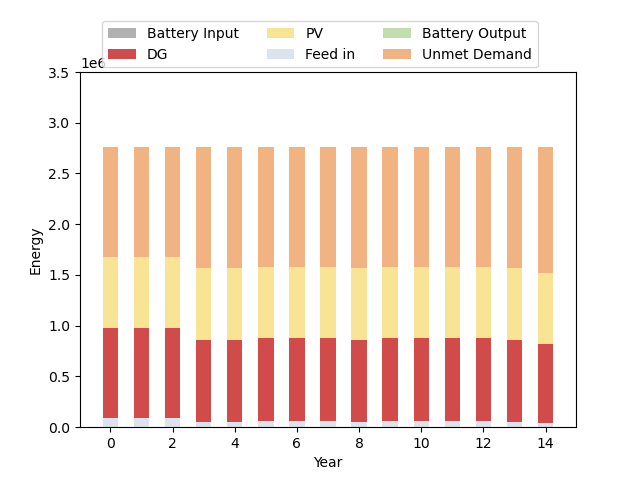 Battery Input PV Battery Output
DG Feed in Unmet Demand
1e6
3.5
3.0
2.5
2.0
1.5
1.0
0.5
0.0
Energy
0 2 4 6 8 10 12 14
Year